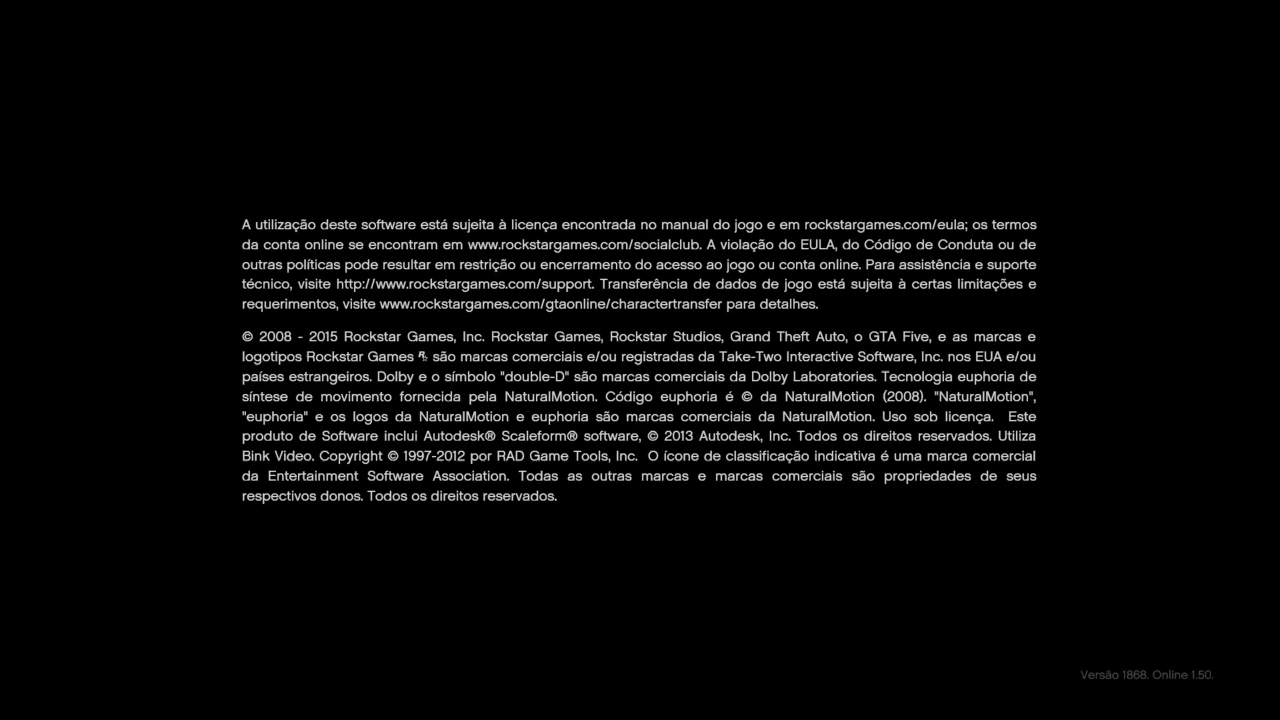 A utilização deste software está sujeita à licença encontrada no manual do jogo e em rockstargames.com/eula; os termos
da conta online se encontram em www.rockstargames.com/socialclub. A violação do EULA, do Código de Conduta ou de
outras políticas pode resultar em restrição ou encerramento do acesso ao jogo ou conta online. Para assistência e suporte
técnico, visite http://www.rockstargames.com/support. Transferência de dados de jogo está sujeita à certas limitações e
requerimentos, visite www.rockstargames.com/gtaonline/charactertransfer para detalhes.
© 2008 - 2015 Rockstar Games, Inc. Rockstar Games, Rockstar Studios, Grand Theft Auto, o GTA Five, e as marcas e
logotipos Rockstar Games R* são marcas comerciais e/ou registradas da Take-Two Interactive Software, Inc. nos EUA e/ou
países estrangeiros. Dolby e o símbolo "double-D" são marcas comerciais da Dolby Laboratories. Tecnologia euphoria de
síntese de movimento fornecida pela NaturalMotion. Código euphoria é © da NaturalMotion (2008). "NaturalMotion",
"euphoria" e os logos da NaturalMotion e euphoria são marcas comerciais da NaturalMotion. Uso sob licença. Este
produto de Software inclui Autodesk® Scaleform® software, © 2013 Autodesk, Inc. Todos os direitos reservados. Utiliza
Bink Video. Copyright © 1997-2012 por RAD Game Tools, Inc. O ícone de classificação indicativa é uma marca comercial
da Entertainment Software Association. Todas as outras marcas e marcas comerciais são propriedades de seus
respectivos donos. Todos os direitos reservados.
Versão 1868. Online 1.50.